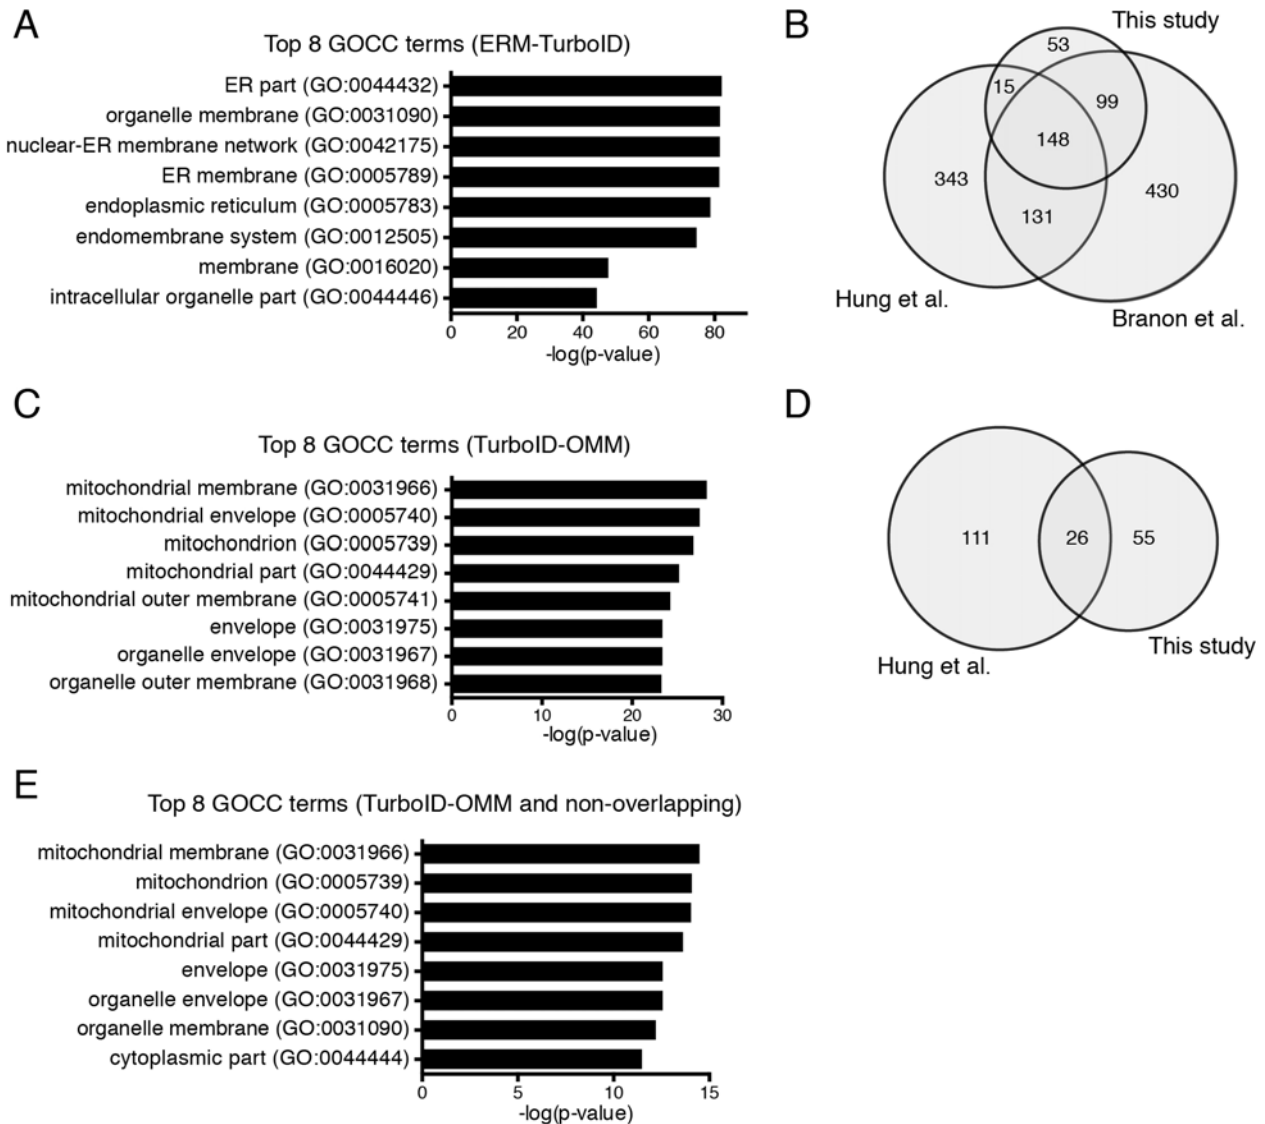 A
Top 8 GOCC terms (ERM-TurboID)
ER part (GO:0044432)
organelle membrane (GO:0031090)
nuclear-ER membrane network (GO:0042175)
ER membrane (GO:0005789)
endoplasmic reticulum (GO:0005783)
endomembrane system (GO:0012505)
membrane (GO:0016020)
intracellular organelle part (GO:0044446)
0 20 40 60 80
-log(p-value)
B
This study
53
15
99
148
343
430
131
Hung et al.
Branon et al.
C
Top 8 GOCC terms (TurboID-OMM)
mitochondrial membrane (GO:0031966)
mitochondrial envelope (GO:0005740)
mitochondrion (GO:0005739)
mitochondrial part (GO:0044429)
mitochondrial outer membrane (GO:0005741)
envelope (GO:0031975)
organelle envelope (GO:0031967)
organelle outer membrane (GO:0031968)
0 10 20 30
-log(p-value)
D
111 26 55
This study
Hung et al.
E
Top 8 GOCC terms (TurboID-OMM and non-overlapping)
mitochondrial membrane (GO:0031966)
mitochondrion (GO:0005739)
mitochondrial envelope (GO:0005740)
mitochondrial part (GO:0044429)
envelope (GO:0031975)
organelle envelope (GO:0031967)
organelle membrane (GO:0031090)
cytoplasmic part (GO:0044444)
0 5 10 15
-log(p-value)